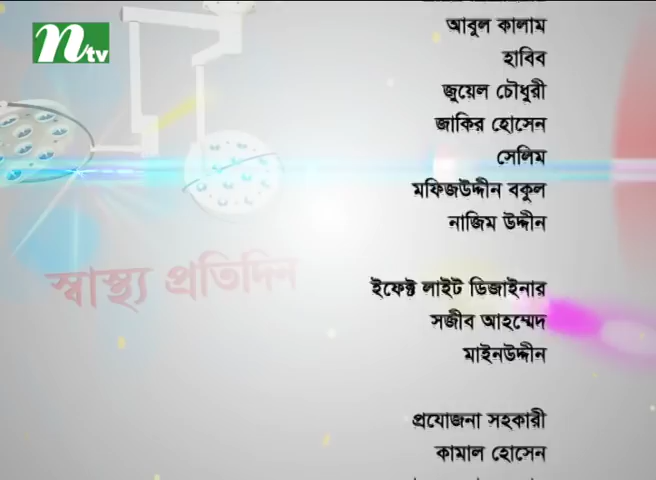 ntv
আবুল কালাম
হাবিব
জুয়েল চৌধুরী
জাকির হোসেন
সেলিম
মফিজউদ্দীন বকুল
নাজিম উদ্দীন
স্বাস্থ্য প্রতিদিন
ইফেক্ট লাইট ডিজাইনার
সজীব আহম্মেদ
মাইনউদ্দীন
প্রযোজনা সহকারী
কামাল হোসেন